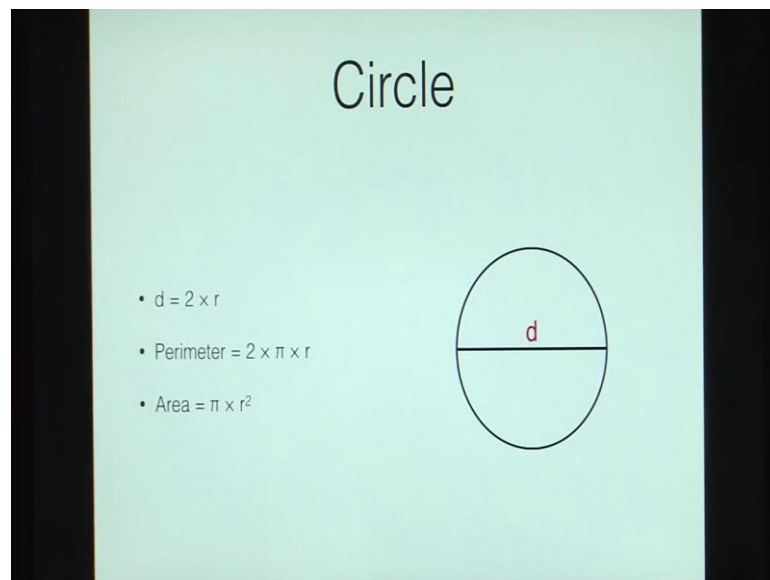 Circle
• d = 2 x r
• Perimeter = 2 x π x r
• Area = π x r²
d